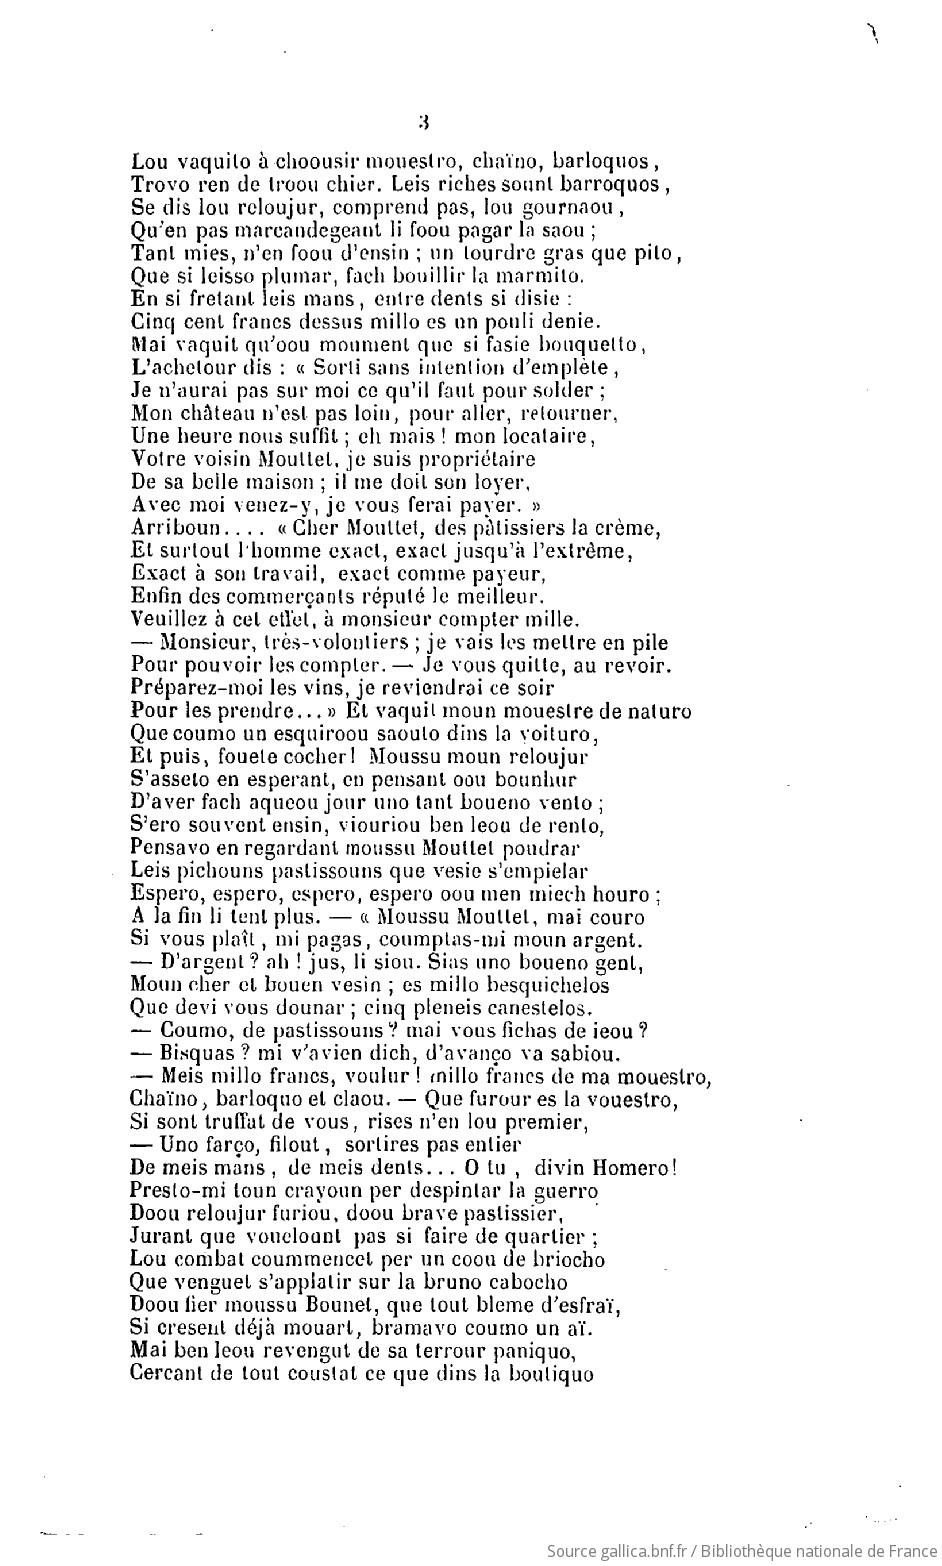 3
Lou vaquito à choousir mouestro, chaïno, barloquos,
Trovo ren de troou chier. Leis riches sount barroquos,
Se dis lou reloujur, comprend pas, lou gournaou,
Qu'en pas marcandegeant li foou pagar la saou ;
Tant mies, n'en foou d'ensin ; un tourdre gras que pito,
Que si leisso plumar, fach bouillir la marmito.
En si fretant leis mans, entre dents si disie :
Cinq cent francs dessus millo es un pouli denie.
Mai vaquit qu'oou moument que si fasie bouquetto,
L'achetour dis : « Sorti sans intention d'emplète,
Je n'aurai pas sur moi ce qu'il faut pour solder ;
Mon château n'est pas loin, pour aller, retourner,
Une heure nous suffit ; eh mais ! mon locataire,
Votre voisin Mouttet, je suis propriétaire
De sa belle maison ; il me doit son loyer,
Avec moi venez-y, je vous ferai payer. »
Arriboun.... « Cher Mouttet, des pâtissiers la crème,
Et surtout l'homme exact, exact jusqu'à l'extrême,
Exact à son travail, exact comme payeur,
Enfin des commerçants réputé le meilleur.
Veuillez à cet effet, à monsieur compter mille.
— Monsieur, très-volontiers ; je vais les mettre en pile
Pour pouvoir les compter. — Je vous quitte, au revoir.
Préparez-moi les vins, je reviendrai ce soir
Pour les prendre... » Et vaquit moun mouestre de naturo
Que coumo un esquiroou saouto dins la voituro,
Et puis, fouete cocher ! Moussu moun reloujur
S'asseto en esperant, en pensant oou bounhur
D'aver fach aqueou jour uno tant boueno vento ;
S'ero souvent ensin, viouriou ben leou de rento,
Pensavo en regardant moussu Mouttet poudrar
Leis pichouns pastissouns que vesie s'empielar
Espero, espero, espero, espero oou men miech houro ;
A la fin li tent plus. — « Moussu Mouttet, mai couro
Si vous plaît, mi pagas, coumptas-mi moun argent.
— D'argent ? ah ! jus, li siou. Sias uno boueno gent,
Moun cher et bouen vesin ; es millo besquichelos
Que devi vous dounar ; cinq pleneis canestelos.
— Coumo, de pastissouns ? mai vous fichas de ieou ?
— Bisquas ? mi v'avien dich, d'avanço va sabiou.
— Meis millo francs, voulur ! millo francs de ma mouestro,
Chaïno, barloquo et claou. — Que furour es la vouestro,
Si sont truffat de vous, rises n'en lou premier,
— Uno farço, filout, sortires pas entier
De meis mans, de meis dents... O tu, divin Homero !
Presto-mi toun crayoun per despintar la guerro
Doou reloujur furiou, doou brave pastissier,
Jurant que vouelount pas si faire de quartier ;
Lou combat coummencet per un coou de briocho
Que venguet s'applatir sur la bruno cabocho
Doou fier moussu Bounet, que tout bleme d'esfraï,
Si cresent déjà mouart, bramavo coumo un aï.
Mai ben leou revengut de sa terrour paniquo,
Cercant de tout coustat ce que dins la boutiquo
Source gallica.bnf.fr / Bibliothèque nationale de France